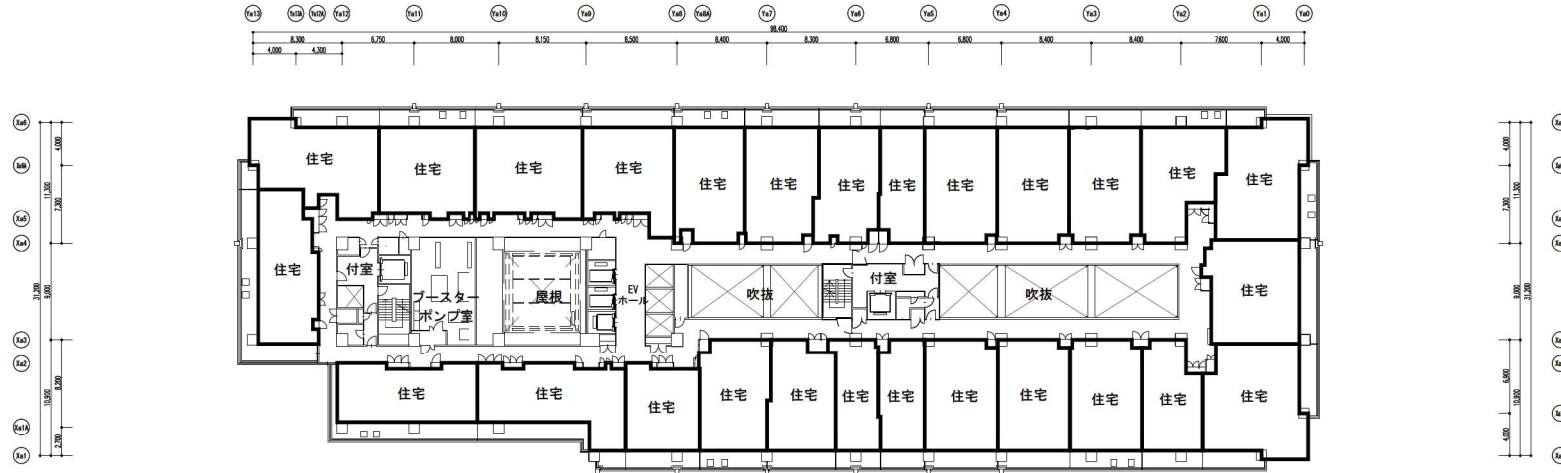 Ya13 Ya13A Ya12A Ya12 Ya11 Ya10 Ya9 Ya8 Ya8A Ya7 Ya6 Ya5 Ya4 Ya3 Ya2 Ya1 Ya0
98,400
8,300 6,750 8,000 8,150 8,500 8,400 8,300 6,800 6,800 8,400 8,400 7,600 4,000
4,000 4,300
Xa6
Xa6A
Xa5
Xa4
Xa3
Xa2
Xa1A
Xa1
31,200
11,300
9,000
10,900
4,000
7,300
8,200
2,700
住宅 住宅 住宅 住宅 住宅 住宅 住宅 住宅 住宅 住宅 住宅 住宅 住宅
住宅 付室 ブースター
ポンプ室 屋根 EV
ホール 吹抜 付室 吹抜 住宅
住宅 住宅 住宅 住宅 住宅 住宅 住宅 住宅 住宅 住宅 住宅 住宅
4,000
7,300
11,300
9,000
31,200
6,900
10,900
4,000